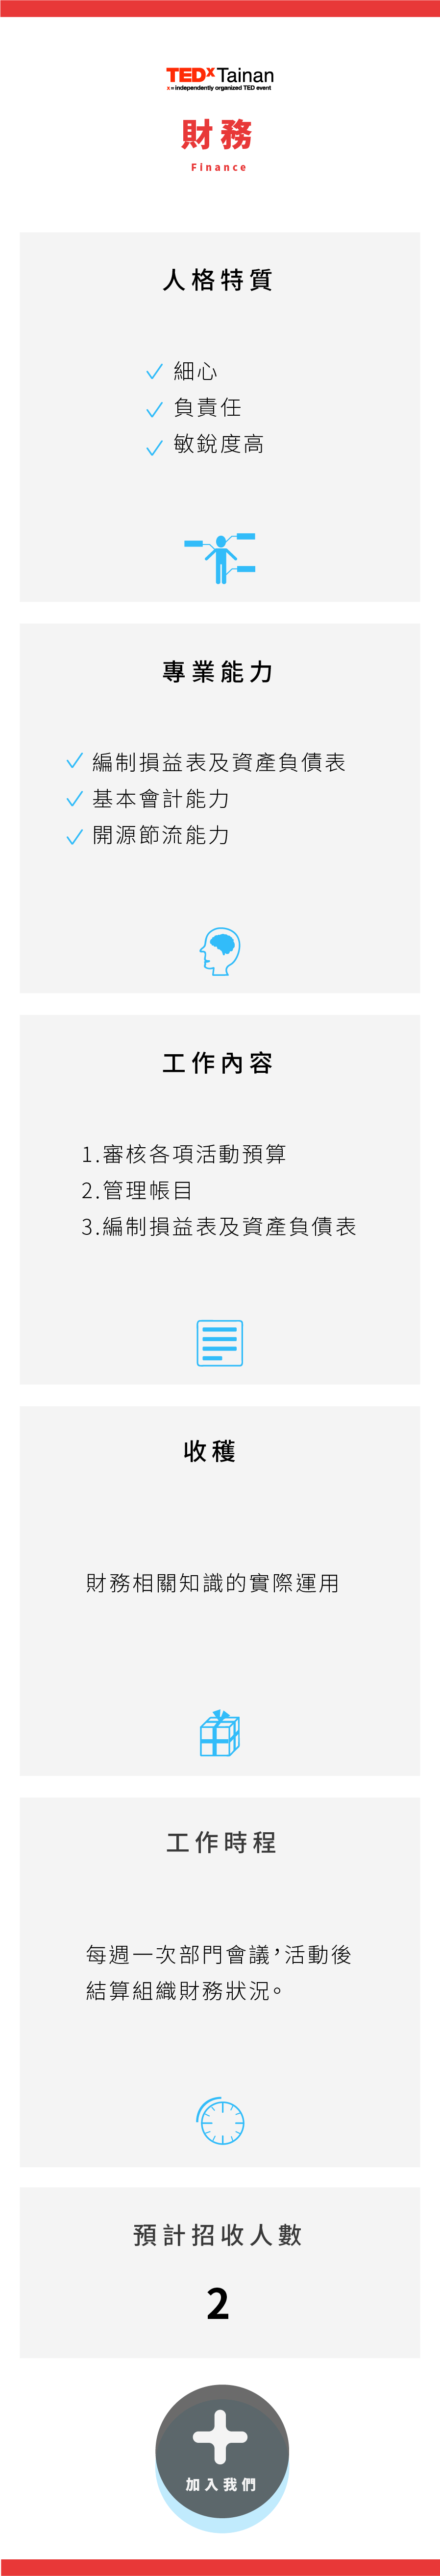 TEDxTainan
x = independently organized TED event
財務
Finance
人格特質
細心
負責任
敏銳度高
專業能力
編制損益表及資產負債表
基本會計能力
開源節流能力
工作內容
1.審核各項活動預算
2.管理帳目
3.編制損益表及資產負債表
收穫
財務相關知識的實際運用
工作時程
每週一次部門會議，活動後
結算組織財務狀況。
預計招收人數
2
加入我們